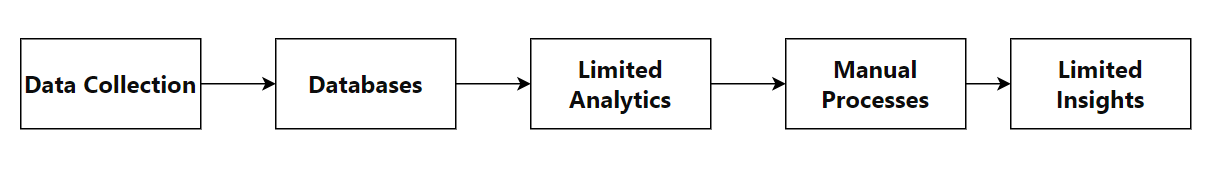 Data Collection
Databases
Limited
Analytics
Manual
Processes
Limited
Insights